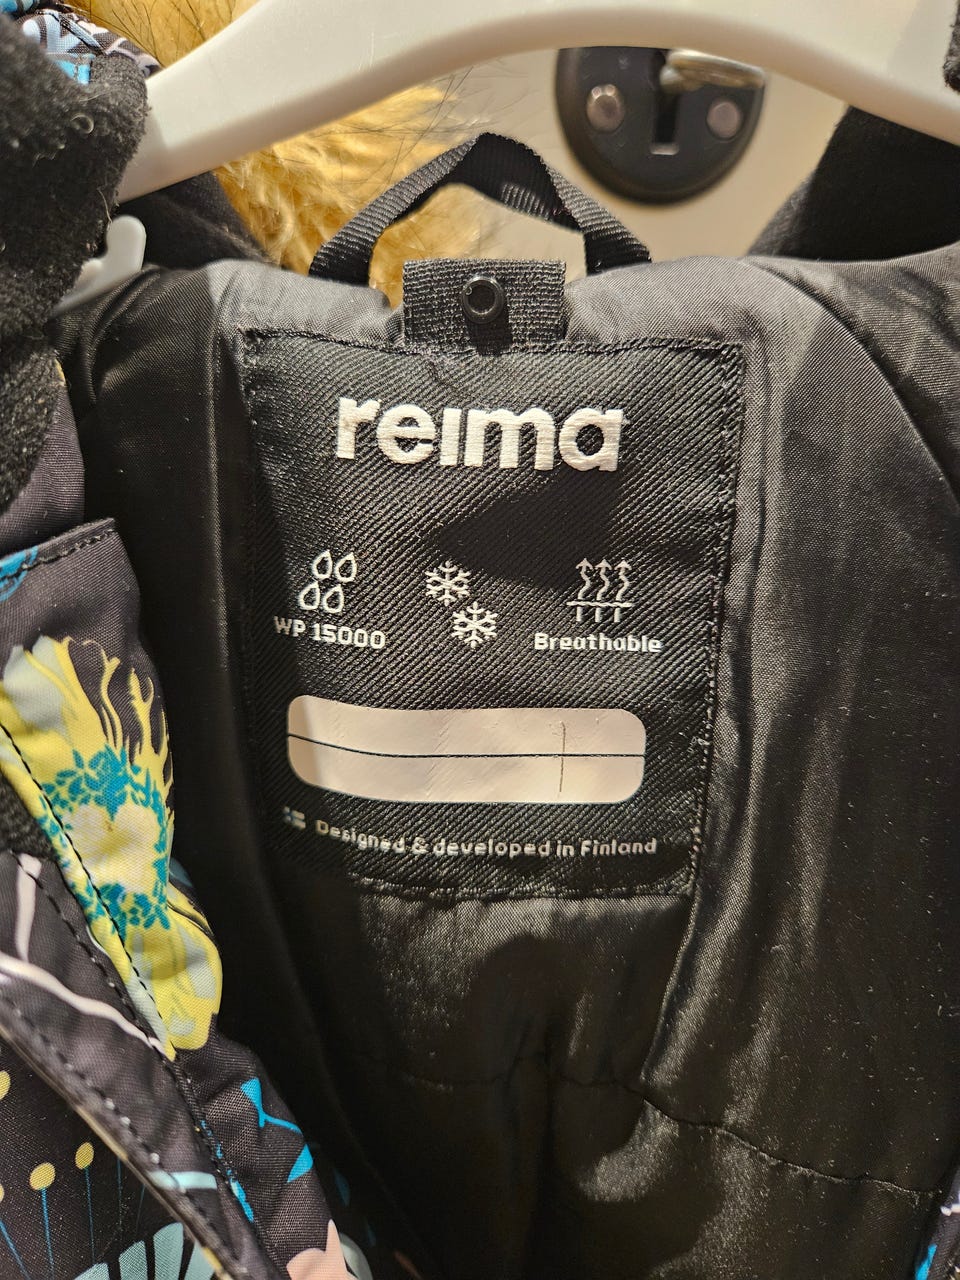 reima
WP 15000
Breathable
Designed & developed in Finland